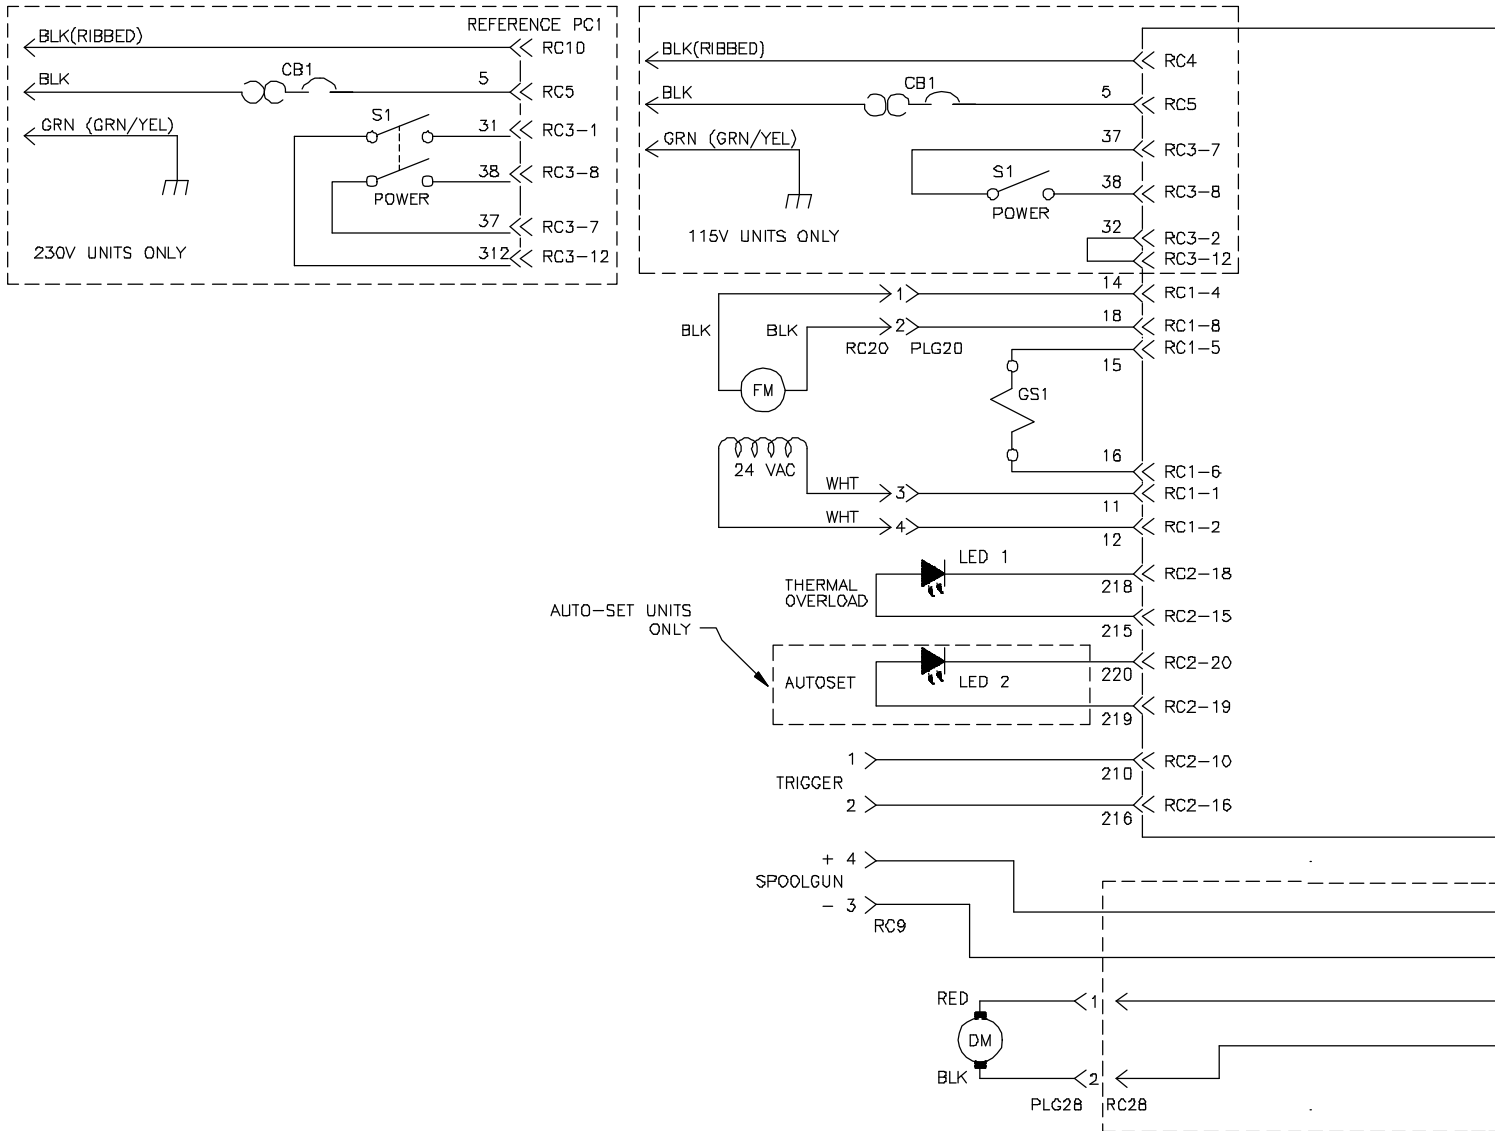 REFERENCE PC1
BLK(RIBBED)
RC10
BLK
CB1
5
RC5
GRN (GRN/YEL)
S1
31
RC3-1
38
RC3-8
POWER
37
RC3-7
230V UNITS ONLY
312
RC3-12
BLK(RIBBED)
RC4
BLK
CB1
5
RC5
GRN (GRN/YEL)
37
RC3-7
S1
38
RC3-8
POWER
115V UNITS ONLY
32
RC3-2
RC3-12
14
1
RC1-4
18
BLK
BLK
2
RC1-8
RC20
PLG20
RC1-5
15
FM
GS1
24 VAC
16
RC1-6
WHT
3
RC1-1
11
WHT
4
RC1-2
12
LED 1
THERMAL
OVERLOAD
218
RC2-18
215
RC2-15
AUTO-SET UNITS
ONLY
AUTOSET
LED 2
220
RC2-20
219
RC2-19
1
210
RC2-10
TRIGGER
2
216
RC2-16
+ 4
SPOOLGUN
- 3
RC9
RED
1
DM
BLK
2
PLG28
RC28